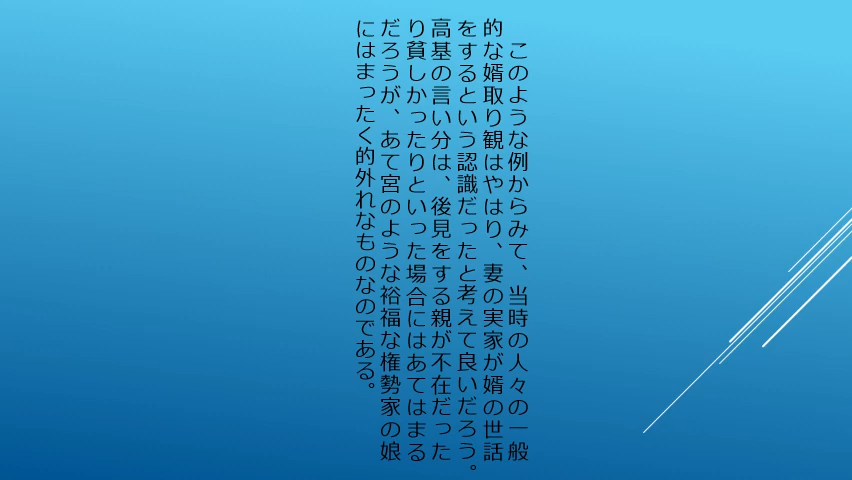 このような例からみて、当時の人々の一般
的な婿取り観はやはり、妻の実家が婿の世話
をするという認識だったと考えて良いだろう。
高基の言い分は、後見をする親が不在だった
り貧しかったりといった場合にはあてはまる
だろうが、あて宮のような裕福な権勢家の娘
にはまったく的外れなものなのである。